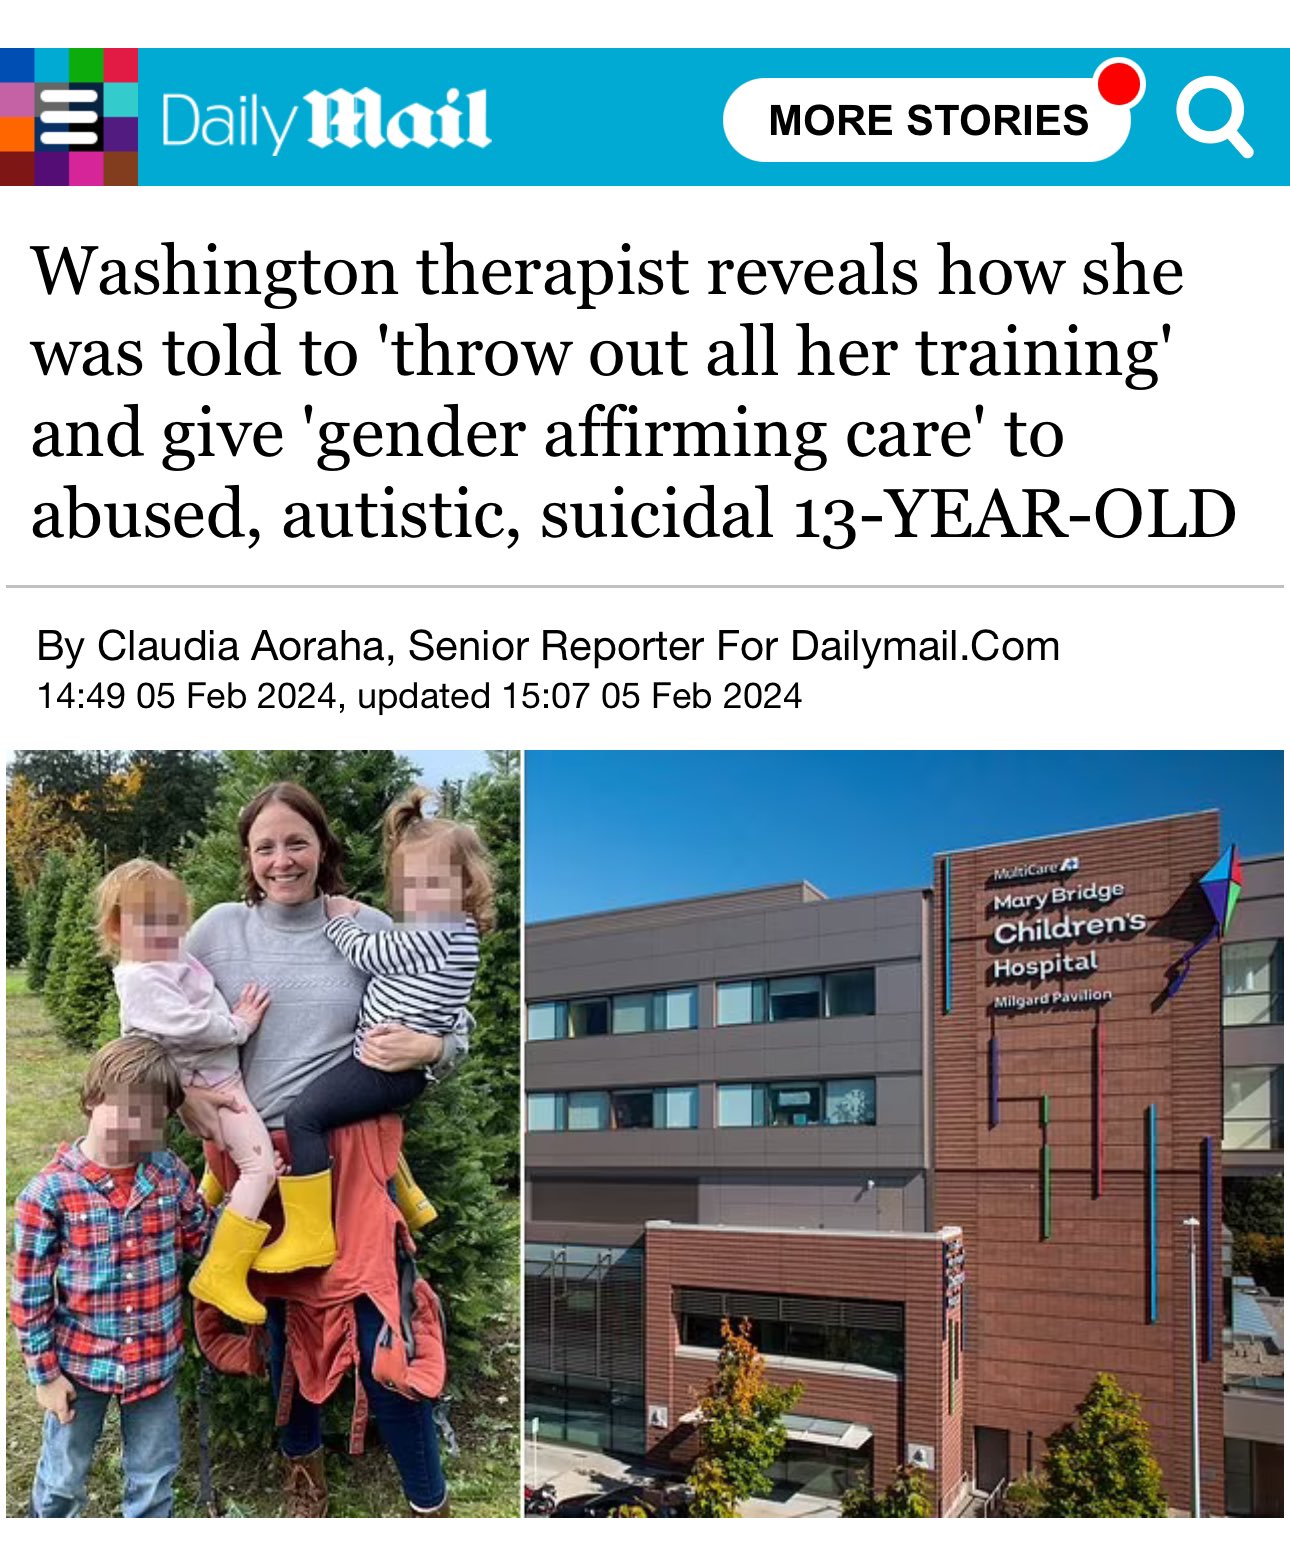 Daily Mail
MORE STORIES
Washington therapist reveals how she
was told to 'throw out all her training'
and give 'gender affirming care' to
abused, autistic, suicidal 13-YEAR-OLD
By Claudia Aoraha, Senior Reporter For Dailymail.Com
14:49 05 Feb 2024, updated 15:07 05 Feb 2024
MultiCare
Mary Bridge
Children's
Hospital
Milgard Pavilion